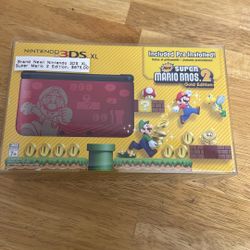 NINTENDO 3DS XL
Brand New! Nintendo 3DS XL
Super Mario 2 Edition. $675.00
Included Pre-Installed!
NEW
SUPER
MARIO BROS. 2
Gold Edition